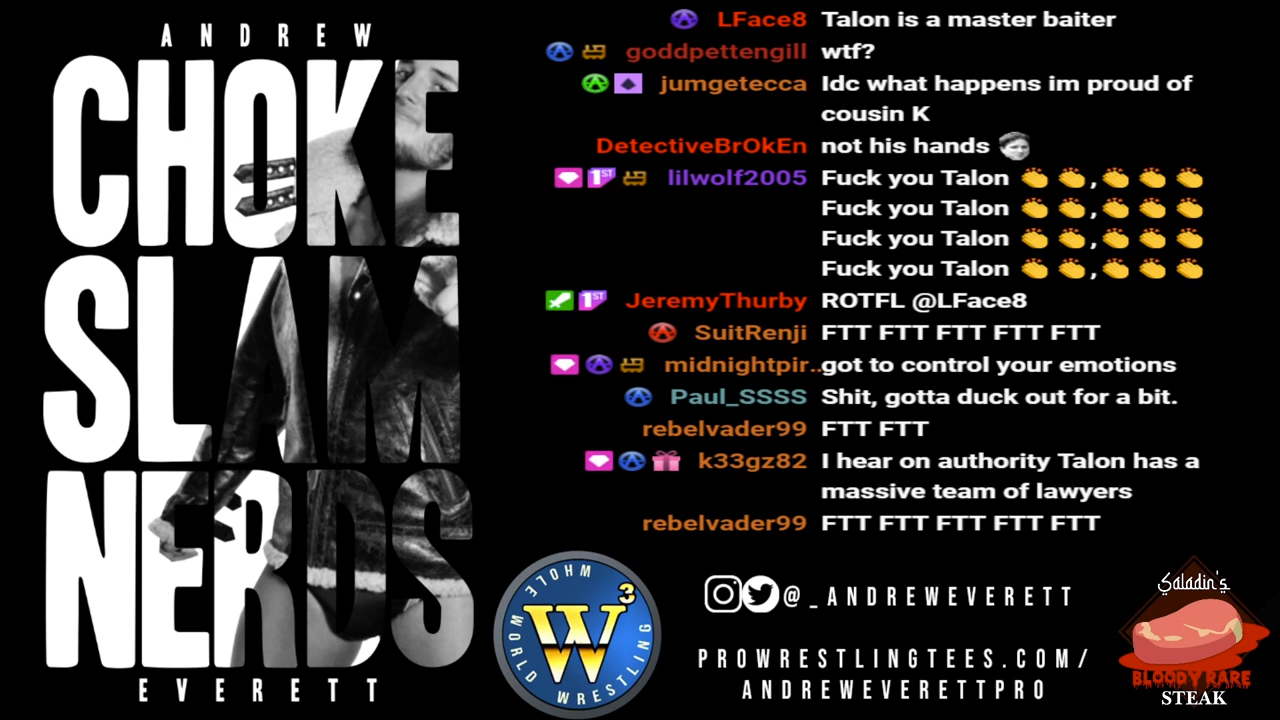 ANDREW
CHOKE
SLAM
NERDS
EVERETT
LFace8 Talon is a master baiter
goddpettengill wtf?
jumgetecca Idc what happens im proud of
cousin K
DetectiveBrOkEn not his hands
1ST lilwolf2005 Fuck you Talon 👏 👏,👏 👏 👏
Fuck you Talon 👏 👏,👏 👏 👏
Fuck you Talon 👏 👏,👏 👏 👏
Fuck you Talon 👏 👏,👏 👏 👏
1ST JeremyThurby ROTFL @LFace8
SuitRenji FTT FTT FTT FTT FTT
midnightpir.. got to control your emotions
Paul_SSSS Shit, gotta duck out for a bit.
rebelvader99 FTT FTT
k33gz82 I hear on authority Talon has a
massive team of lawyers
rebelvader99 FTT FTT FTT FTT FTT
WHOLE
W3
WORLD WRESTLING
@_ANDREWEVERETT
PROWRESTLINGTEES.COM/
ANDREWEVERETTPRO
Saladin's
BLOODY RARE
STEAK